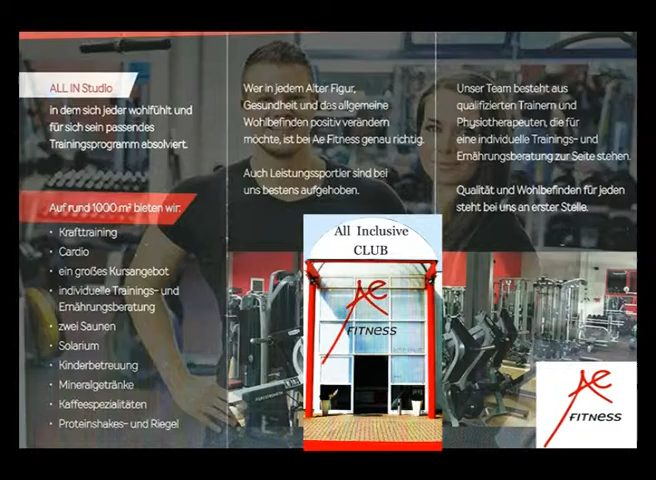 ALL IN Studio
in dem sich jeder wohlfühlt und
für sich sein passendes
Trainingsprogramm absolviert.
Auf rund 1000 m² bieten wir:
• Krafttraining
• Cardio
• ein großes Kursangebot
• individuelle Trainings- und
Ernährungsberatung
• zwei Saunen
• Solarium
• Kinderbetreuung
• Mineralgetränke
• Kaffeespezialitäten
• Proteinshakes- und Riegel
Wer in jedem Alter Figur,
Gesundheit und das allgemeine
Wohlbefinden positiv verändern
möchte, ist bei Ae Fitness genau richtig.
Auch Leistungssportler sind bei
uns bestens aufgehoben.
Unser Team besteht aus
qualifizierten Trainern und
Physiotherapeuten, die für
eine individuelle Trainings- und
Ernährungsberatung zur Seite stehen.
Qualität und Wohlbefinden für jeden
steht bei uns an erster Stelle.
All Inclusive
CLUB
Ae
FITNESS
Ae
FITNESS